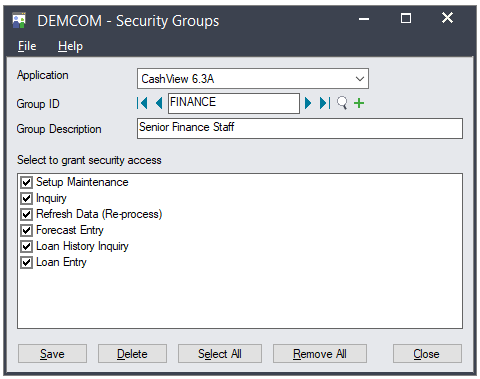 DEMCOM - Security Groups
File Help
Application CashView 6.3A
Group ID FINANCE
Group Description Senior Finance Staff
Select to grant security access
Setup Maintenance
Inquiry
Refresh Data (Re-process)
Forecast Entry
Loan History Inquiry
Loan Entry
Save Delete Select All Remove All Close